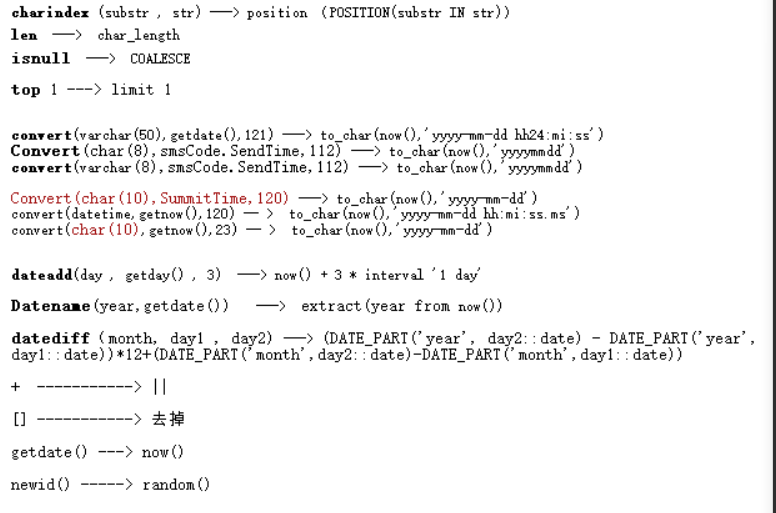 charindex (substr , str) ——> position (POSITION(substr IN str))
len ——> char_length
isnull ——> COALESCE
top 1 ---> limit 1
convert(varchar(50),getdate(),121) ——> to_char(now(),'yyyy-mm-dd hh24:mi:ss')
Convert(char(8),smsCode.SendTime,112) ——> to_char(now(),'yyyymmdd')
convert(varchar(8),smsCode.SendTime,112) ——> to_char(now(),'yyyymmdd')
Convert(char(10),SummitTime,120) ——> to_char(now(),'yyyy-mm-dd')
convert(datetime,getnow(),120) — > to_char(now(),'yyyy-mm-dd hh:mi:ss.ms')
convert(char(10),getnow(),23) — > to_char(now(),'yyyy-mm-dd')
dateadd(day , getday() , 3) ——> now() + 3 * interval '1 day'
Datename(year,getdate()) ——> extract(year from now())
datediff (month, day1 , day2) ——> (DATE_PART('year', day2::date) - DATE_PART('year',
day1::date))*12+(DATE_PART('month',day2::date)-DATE_PART('month',day1::date))
+ -----------> ||
[] -----------> 去掉
getdate() ---> now()
newid() -----> random()